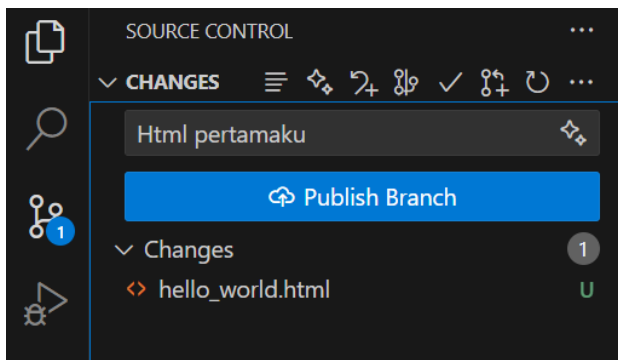 SOURCE CONTROL
CHANGES
Html pertamaku
Publish Branch
Changes 1
1
hello_world.html U